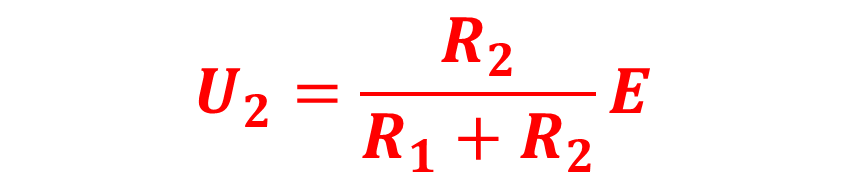 U₂ = R₂ / (R₁ + R₂) E